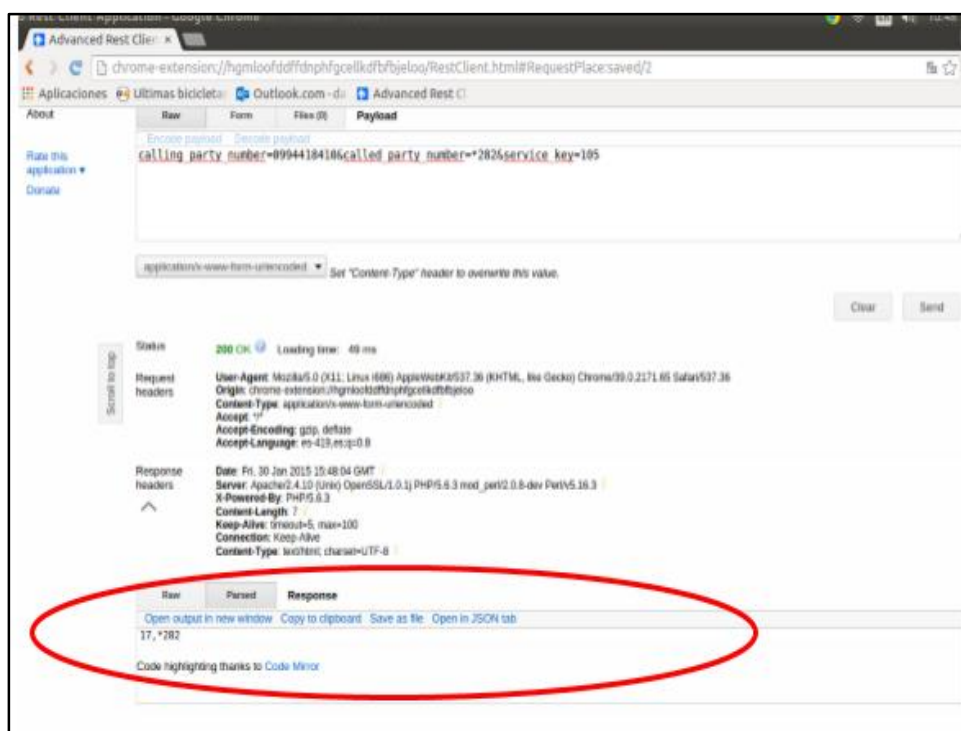 Rest Client Application - Google Chrome
Advanced Rest Clien ×
chrome-extension://hgmloofddffdnphfgcellkdfbfbjeloo/RestClient.html#RequestPlace:saved/2
Aplicaciones Ultimas bicicleta Outlook.com - d Advanced Rest C
About Raw Form Files (0) Payload
Encode payload Decode payload
Rate this
application ▾
Donate
calling_party_number=0994418410&called_party_number=*282&service_key=105
application/x-www-form-urlencoded ▾ Set "Content-Type" header to overwrite this value.
Clear Send
Scroll to top
Status 200 OK Loading time: 49 ms
Request
headers
User-Agent: Mozilla/5.0 (X11; Linux i686) AppleWebKit/537.36 (KHTML, like Gecko) Chrome/39.0.2171.65 Safari/537.36
Origin: chrome-extension://hgmloofddffdnphfgcellkdfbfbjeloo
Content-Type: application/x-www-form-urlencoded
Accept: */*
Accept-Encoding: gzip, deflate
Accept-Language: es-419,es;q=0.8
Response
headers
Date: Fri, 30 Jan 2015 15:48:04 GMT
Server: Apache/2.4.10 (Unix) OpenSSL/1.0.1j PHP/5.6.3 mod_perl/2.0.8-dev Perl/v5.16.3
X-Powered-By: PHP/5.6.3
Content-Length: 7
Keep-Alive: timeout=5, max=100
Connection: Keep-Alive
Content-Type: text/html; charset=UTF-8
Raw Parsed Response
Open output in new window Copy to clipboard Save as file Open in JSON tab
17,*282
Code highlighting thanks to Code Mirror